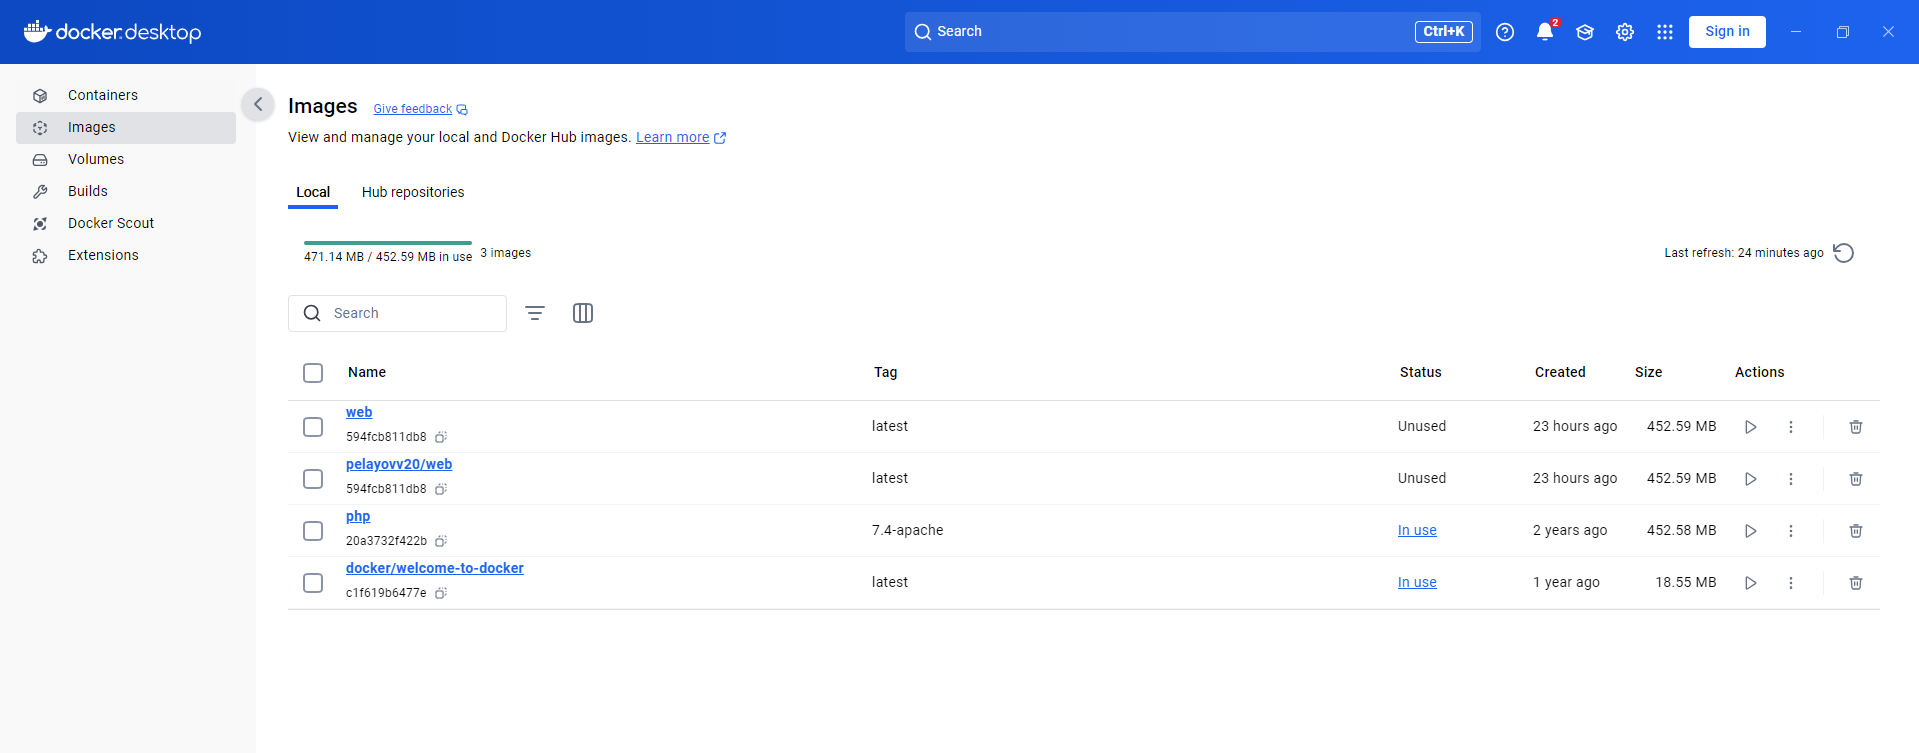 docker.desktop
Search
Ctrl+K
2
Sign in
Containers
Images
Volumes
Builds
Docker Scout
Extensions
Images
Give feedback
View and manage your local and Docker Hub images. Learn more
Local
Hub repositories
471.14 MB / 452.59 MB in use
3 images
Last refresh: 24 minutes ago
Search
Name Tag Status Created Size Actions
web
594fcb811db8
latest Unused 23 hours ago 452.59 MB
pelayovv20/web
594fcb811db8
latest Unused 23 hours ago 452.59 MB
php
20a3732f422b
7.4-apache In use 2 years ago 452.58 MB
docker/welcome-to-docker
c1f619b6477e
latest In use 1 year ago 18.55 MB